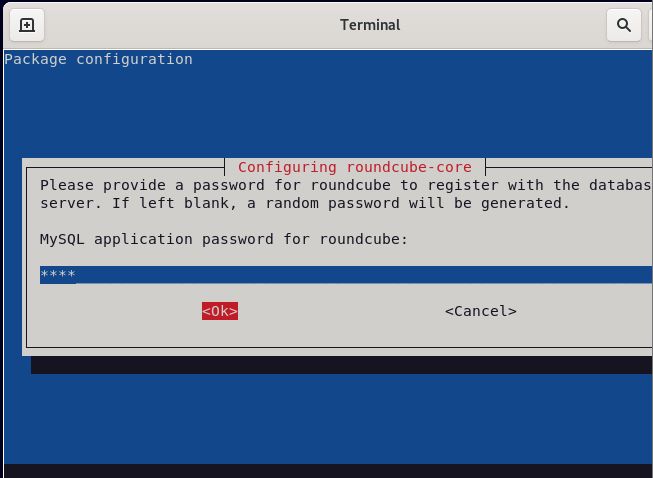 Terminal
Package configuration
Configuring roundcube-core
Please provide a password for roundcube to register with the databas
server. If left blank, a random password will be generated.
MySQL application password for roundcube:
****
<Ok> <Cancel>